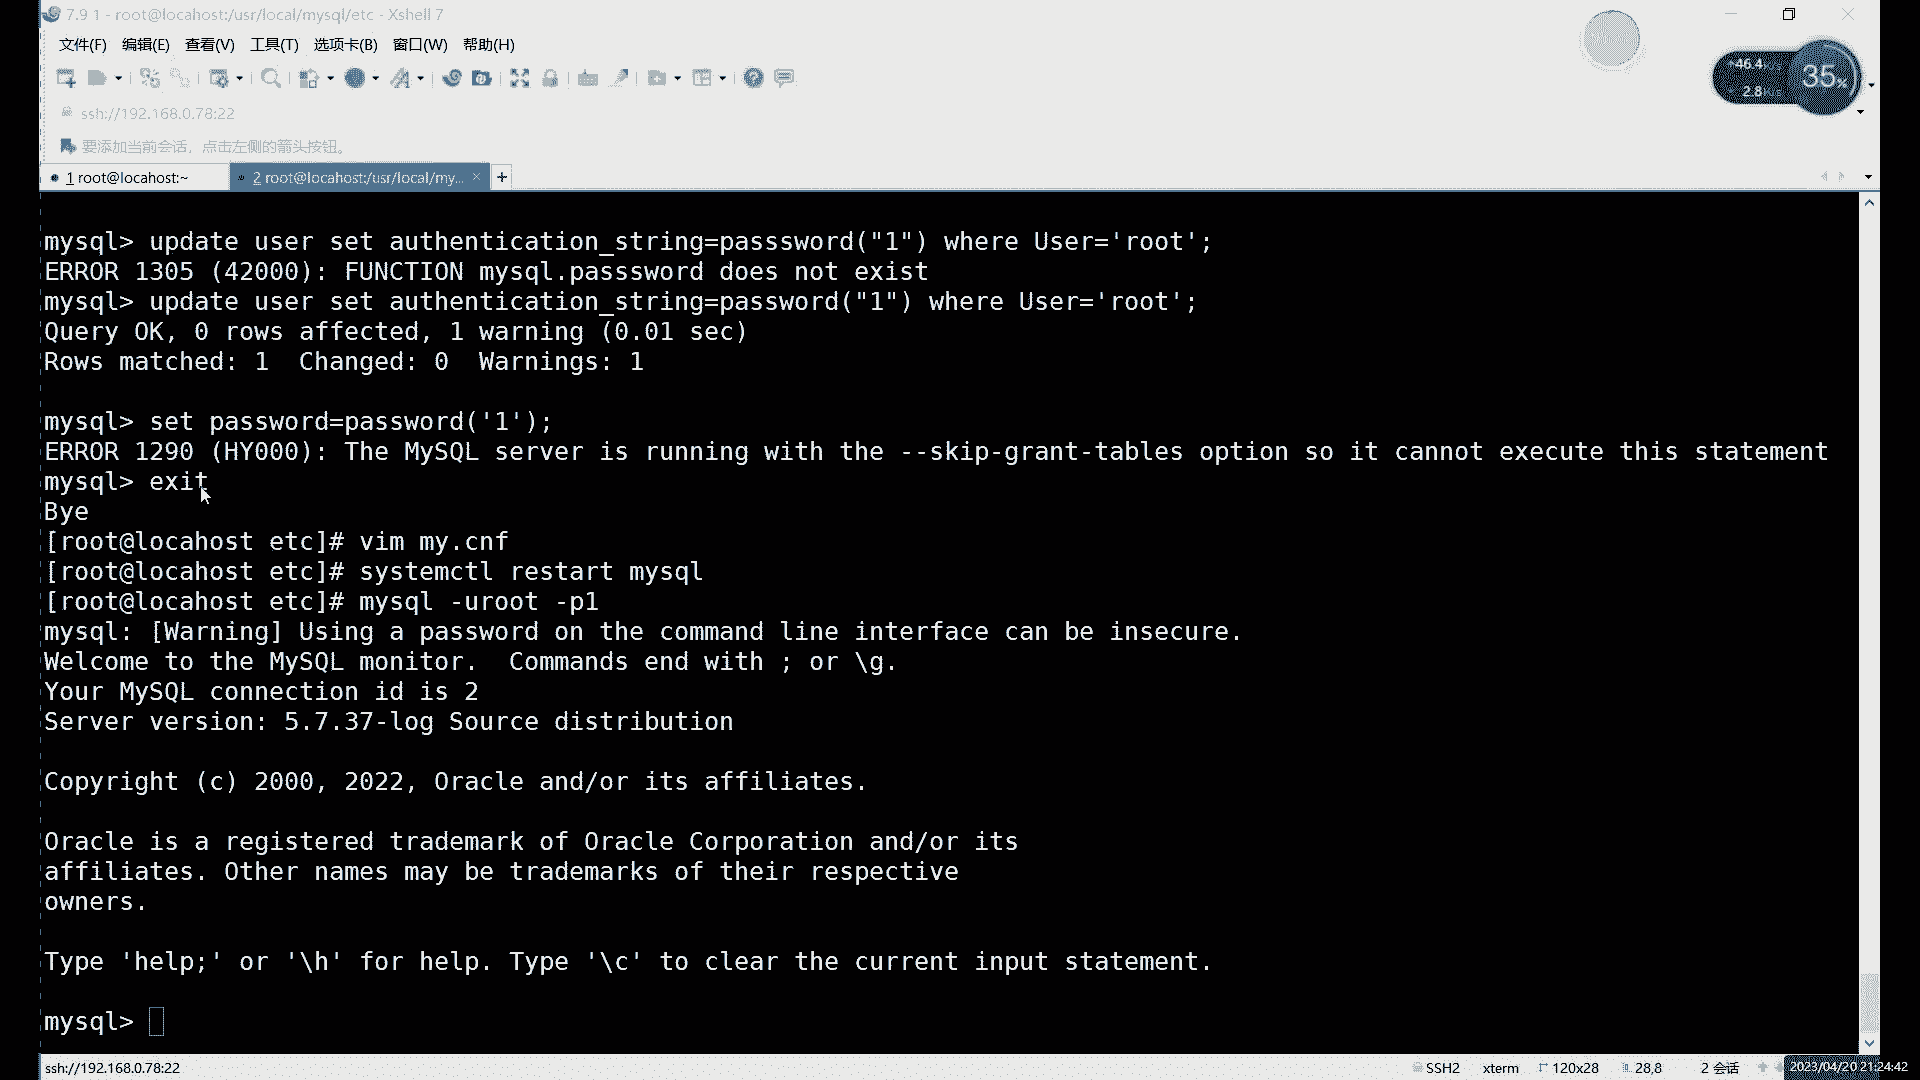 7.9 1 - root@locahost:/usr/local/mysql/etc - Xshell 7
文件(F) 编辑(E) 查看(V) 工具(T) 选项卡(B) 窗口(W) 帮助(H)
46.4
35%
2.8
ssh://192.168.0.78:22
要添加当前会话，点击左侧的箭头按钮。
1 root@locahost:~ 2 root@locahost:/usr/local/my... × +
mysql> update user set authentication_string=passsword("1") where User='root';
ERROR 1305 (42000): FUNCTION mysql.passsword does not exist
mysql> update user set authentication_string=password("1") where User='root';
Query OK, 0 rows affected, 1 warning (0.01 sec)
Rows matched: 1  Changed: 0  Warnings: 1
mysql> set password=password('1');
ERROR 1290 (HY000): The MySQL server is running with the --skip-grant-tables option so it cannot execute this statement
mysql> exit
Bye
[root@locahost etc]# vim my.cnf
[root@locahost etc]# systemctl restart mysql
[root@locahost etc]# mysql -uroot -p1
mysql: [Warning] Using a password on the command line interface can be insecure.
Welcome to the MySQL monitor.  Commands end with ; or \g.
Your MySQL connection id is 2
Server version: 5.7.37-log Source distribution
Copyright (c) 2000, 2022, Oracle and/or its affiliates.
Oracle is a registered trademark of Oracle Corporation and/or its
affiliates. Other names may be trademarks of their respective
owners.
Type 'help;' or '\h' for help. Type '\c' to clear the current input statement.
mysql>
ssh://192.168.0.78:22 SSH2 xterm 120x28 28,8 2 会话 2023/04/20 21:24:42